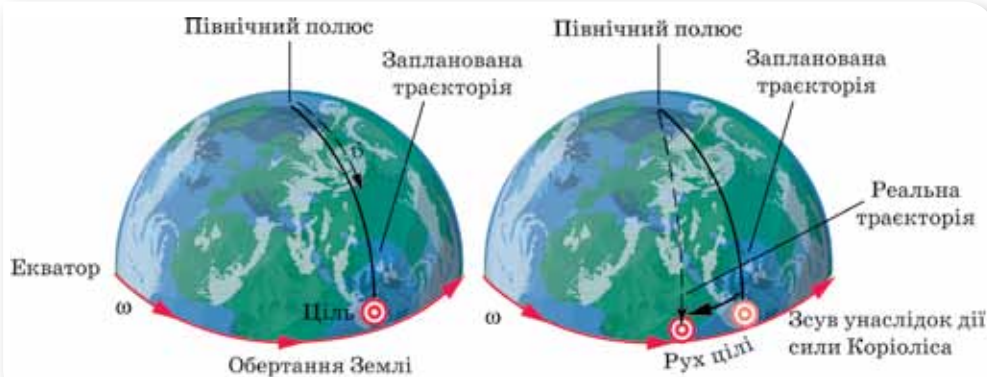 Північний полюс
Запланована
траєкторія
υ
Екватор
ω
Ціль
Обертання Землі
Північний полюс
Запланована
траєкторія
Реальна
траєкторія
ω
Рух цілі
Зсув унаслідок дії
сили Коріоліса